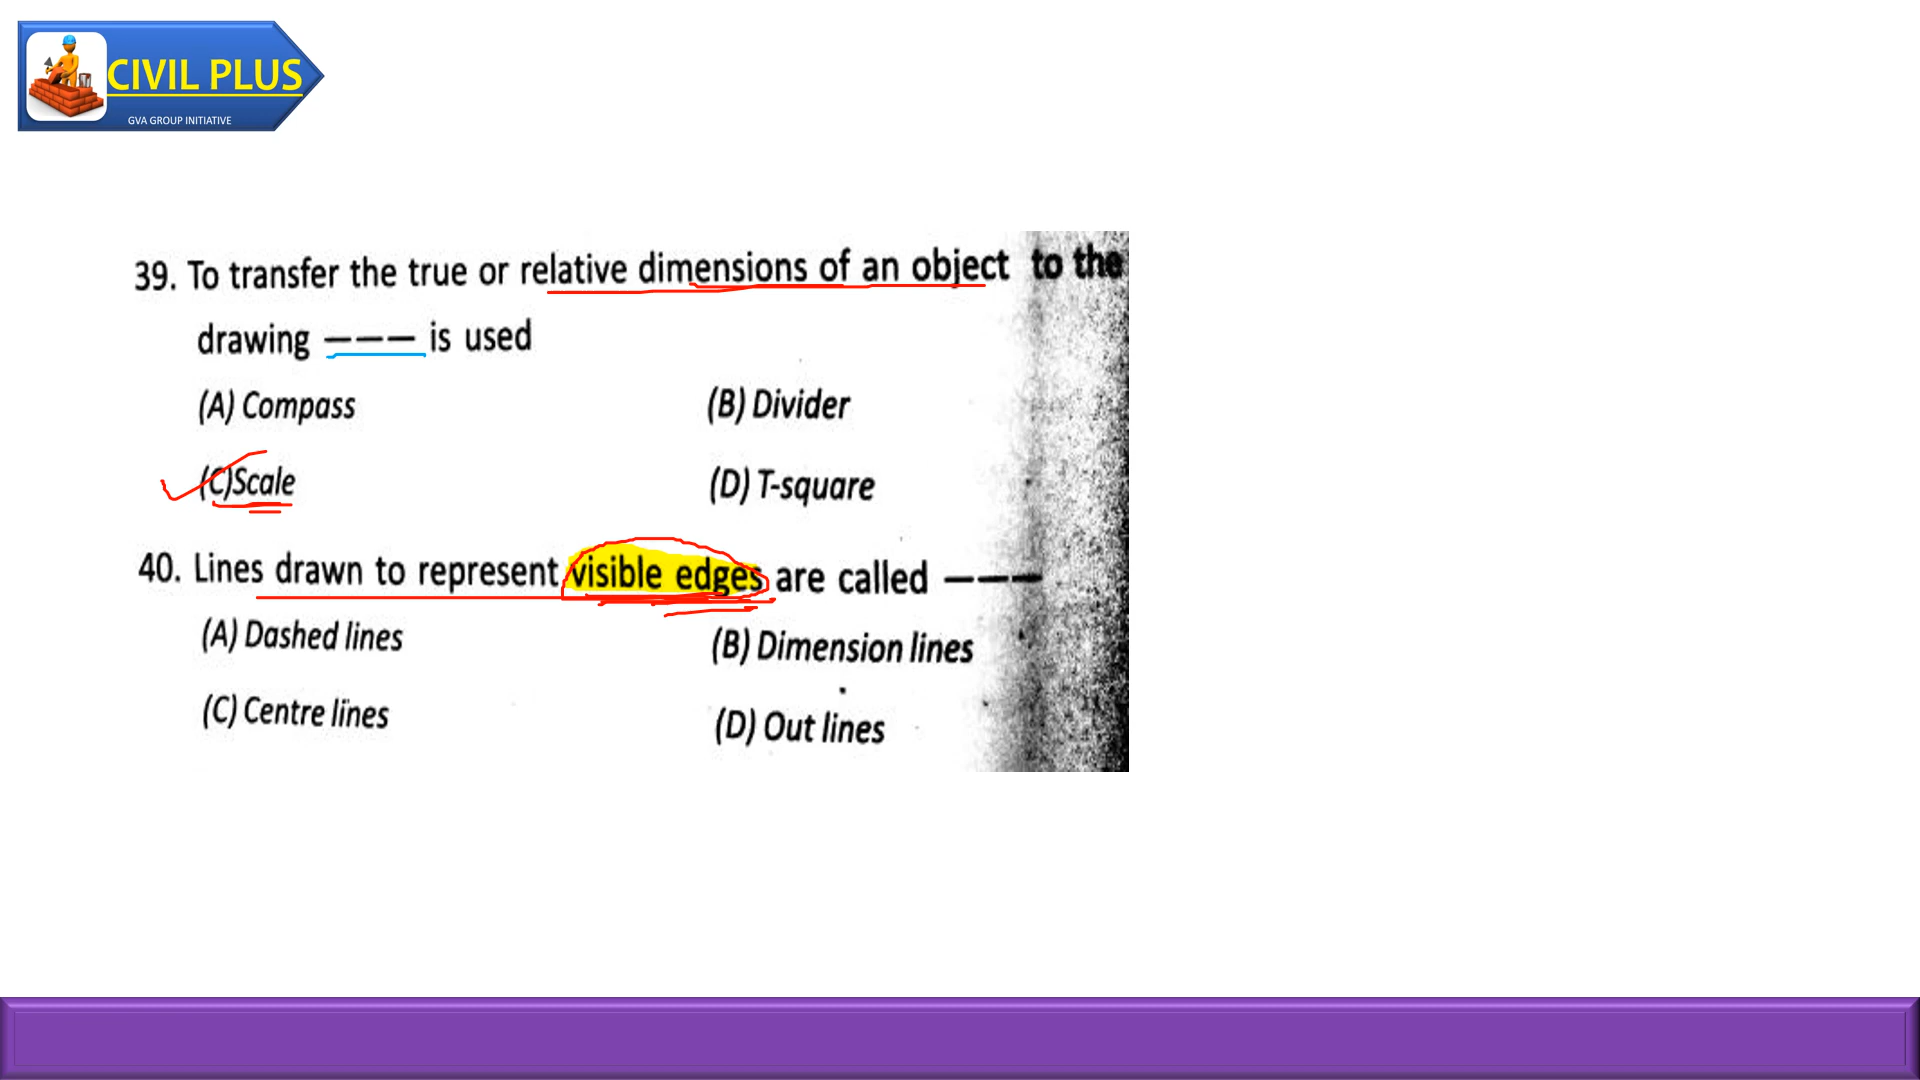 CIVIL PLUS
GVA GROUP INITIATIVE
39. To transfer the true or relative dimensions of an object to the
drawing ——— is used
(A) Compass (B) Divider
(C)Scale (D) T-square
40. Lines drawn to represent visible edges are called ———
(A) Dashed lines (B) Dimension lines
(C) Centre lines (D) Out lines